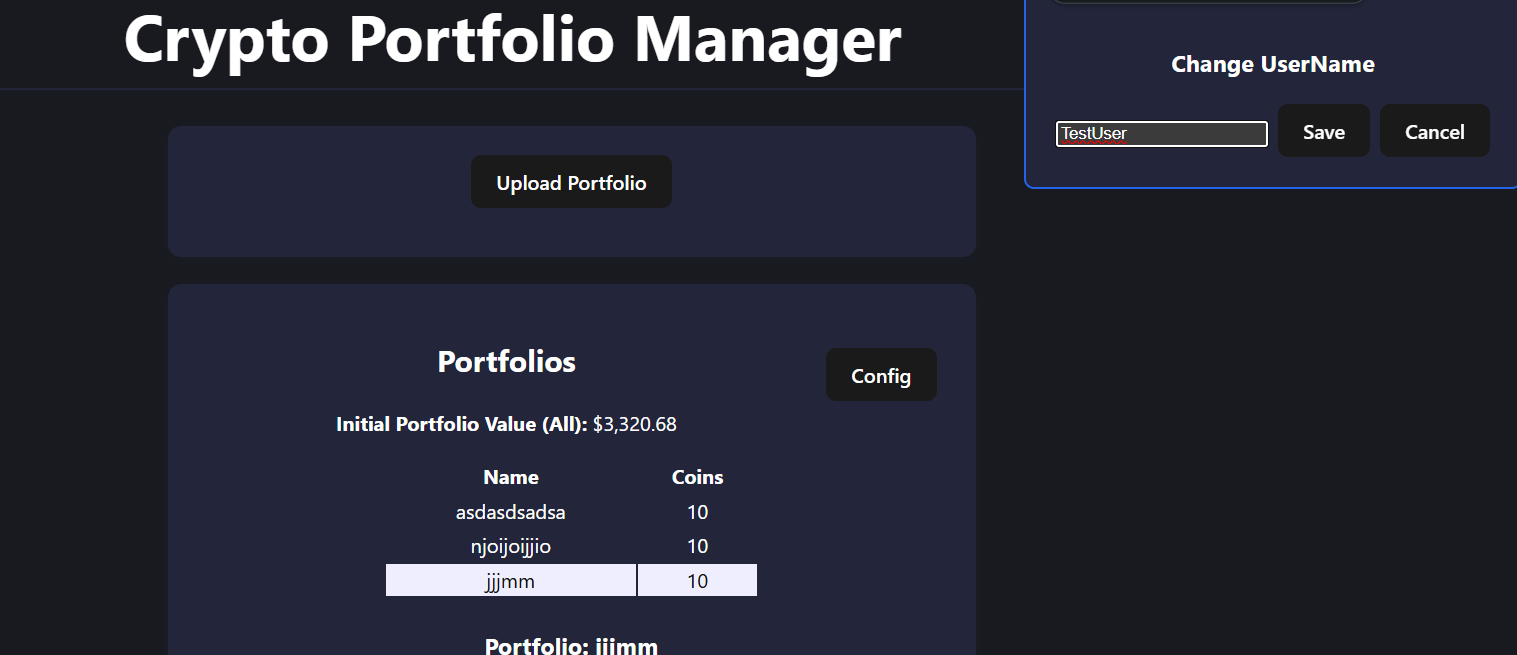 Crypto Portfolio Manager
Change UserName
TestUser
Save
Cancel
Upload Portfolio
Portfolios
Config
Initial Portfolio Value (All): $3,320.68
Name Coins
asdasdsadsa 10
njoijoijjio 10
jjjmm 10
Portfolio: jjjmm